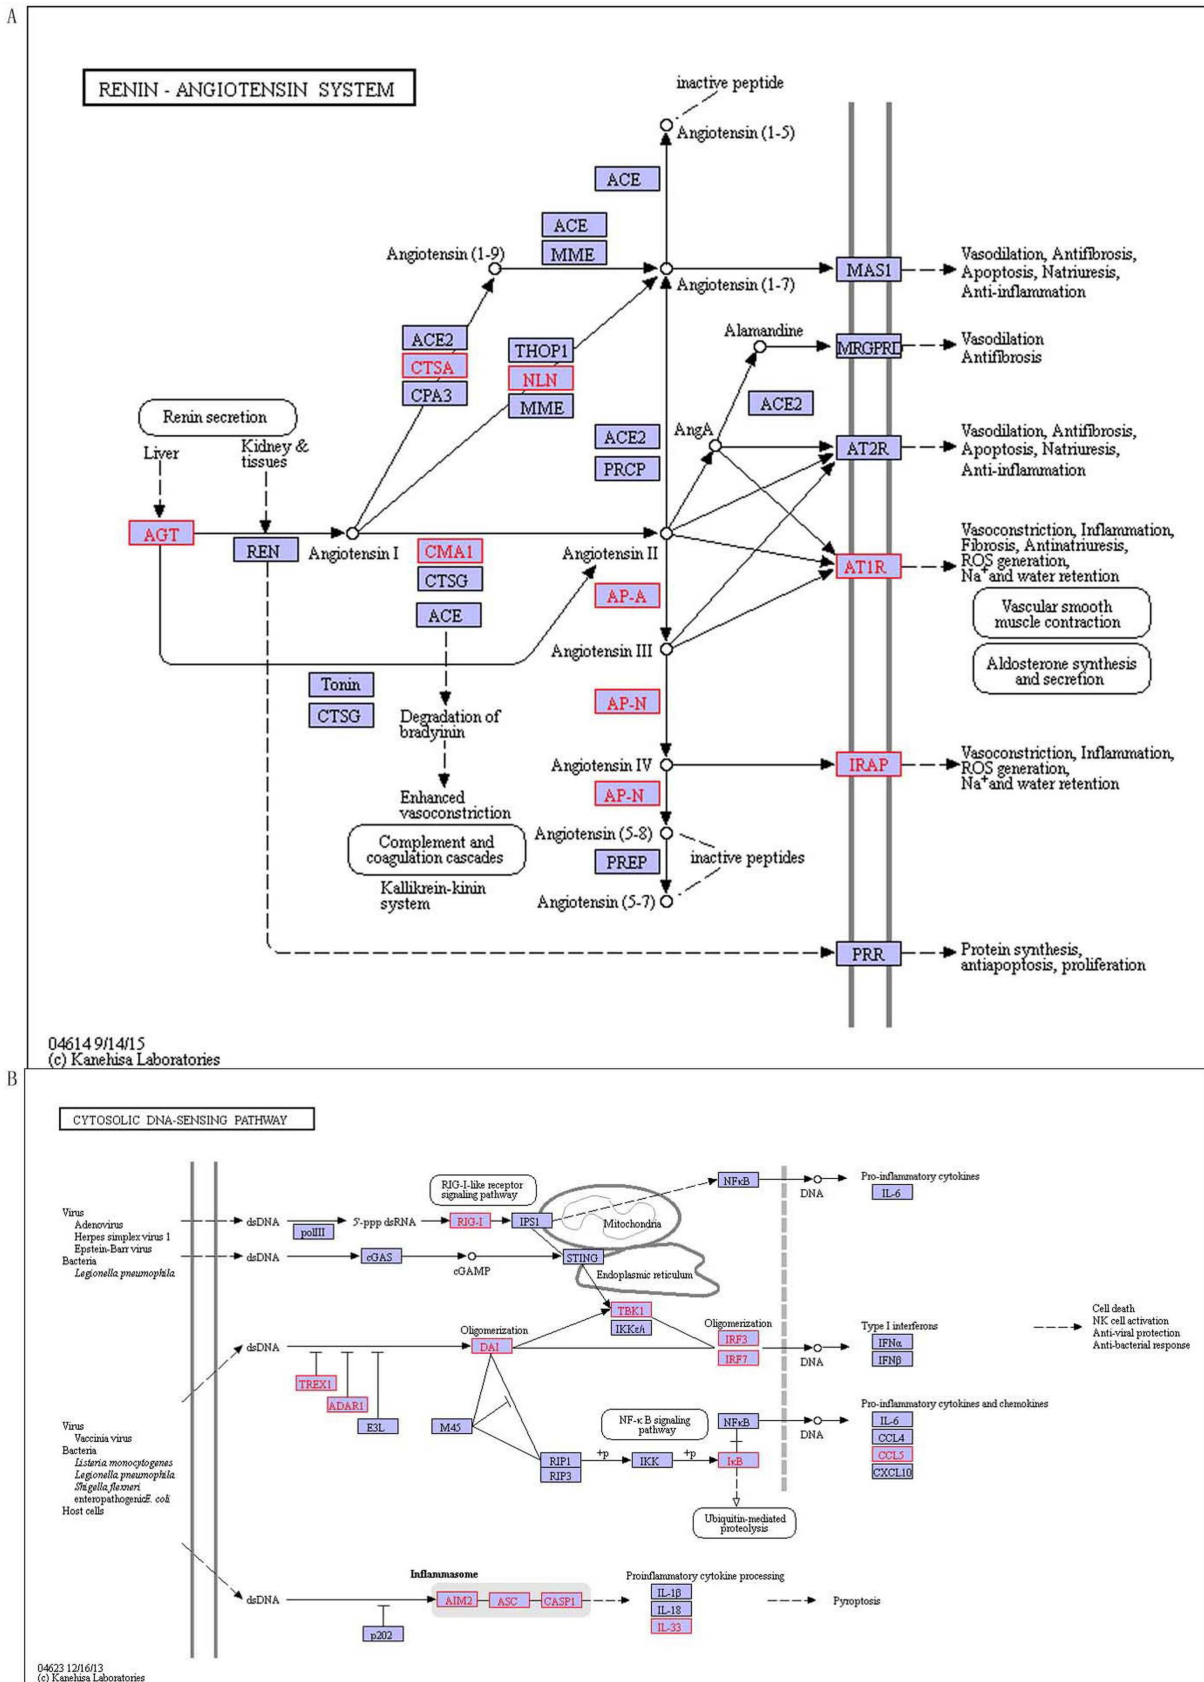 A
RENIN - ANGIOTENSIN SYSTEM
inactive peptide
Angiotensin (1-5)
ACE
ACE
MME
Angiotensin (1-9)
Angiotensin (1-7)
MAS1
Vasodilation, Antifibrosis,
Apoptosis, Natriuresis,
Anti-inflammation
ACE2
CTSA
CPA3
THOP1
NLN
MME
Alamandine
MRGPRD
Vasodilation
Antifibrosis
ACE2
Renin secretion
Liver
Kidney &
tissues
ACE2
PRCP
AngA
AT2R
Vasodilation, Antifibrosis,
Apoptosis, Natriuresis,
Anti-inflammation
AGT
REN
Angiotensin I
CMA1
CTSG
ACE
Angiotensin II
AP-A
AT1R
Vasoconstriction, Inflammation,
Fibrosis, Antinatriuresis,
ROS generation,
Na+ and water retention
Vascular smooth
muscle contraction
Aldosterone synthesis
and secretion
Angiotensin III
Tonin
CTSG
Degradation of
bradyinin
AP-N
Angiotensin IV
IRAP
Vasoconstriction, Inflammation,
ROS generation,
Na+ and water retention
AP-N
Enhanced
vasoconstriction
Complement and
coagulation cascades
Kallikrein-kinin
system
Angiotensin (5-8)
PREP
inactive peptides
Angiotensin (5-7)
PRR
Protein synthesis,
antiapoptosis, proliferation
04614 9/14/15
(c) Kanehisa Laboratories
B
CYTOSOLIC DNA-SENSING PATHWAY
RIG-I-like receptor
signaling pathway
NFκB
DNA
Pro-inflammatory cytokines
IL-6
Virus
Adenovirus
Herpes simplex virus 1
Epstein-Barr virus
Bacteria
Legionella pneumophila
dsDNA
polIII
5'-ppp dsRNA
RIG-I
IPS1
Mitochondria
dsDNA
cGAS
cGAMP
STING
Endoplasmic reticulum
TBK1
IKKε/ι
Oligomerization
DAI
Oligomerization
IRF3
IRF7
DNA
Type I interferons
IFNα
IFNβ
Cell death
NK cell activation
Anti-viral protection
Anti-bacterial response
dsDNA
TREX1
ADAR1
E3L
M45
NF-κ B signaling
pathway
NFκB
DNA
Pro-inflammatory cytokines and chemokines
IL-6
CCL4
CCL5
CXCL10
RIP1
RIP3
+p
IKK
+p
IκB
Ubiquitin-mediated
proteolysis
Virus
Vaccinia virus
Bacteria
Listeria monocytogenes
Legionella pneumophila
Shigella flexneri
enteropathogenicE. coli
Host cells
Inflammasome
dsDNA
p202
AIM2
ASC
CASP1
Proinflammatory cytokine processing
IL-1β
IL-18
IL-33
Pyroptosis
04623 12/16/13
(c) Kanehisa Laboratories